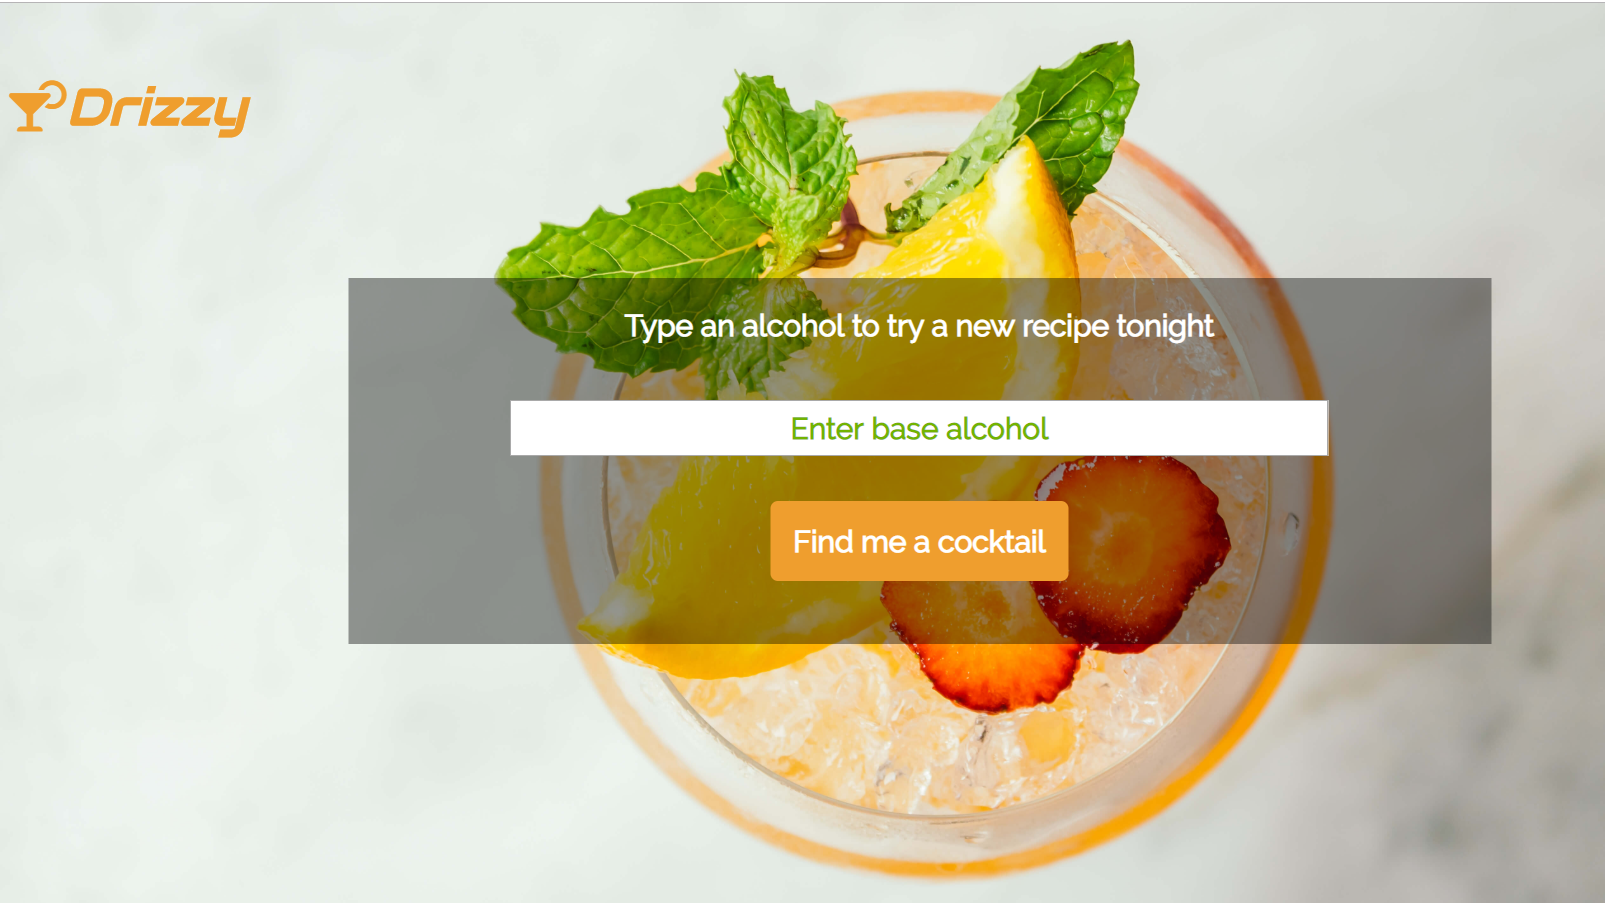 Drizzy
Type an alcohol to try a new recipe tonight
Enter base alcohol
Find me a cocktail